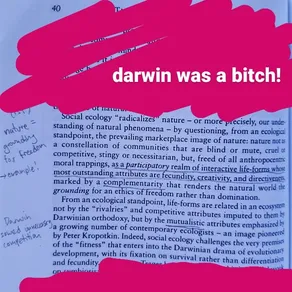 40
darwin was a bitch!
Social ecology "radicalizes" nature – or more precisely, our under-
standing of natural phenomena – by questioning, from an ecological
standpoint, the prevailing marketplace image of nature: nature not
a constellation of communities that are blind or mute, cruel or
competitive, stingy or necessitarian, but, freed of all anthropocentric
moral trappings, as a participatory realm of interactive life-forms whose
most outstanding attributes are fecundity, creativity, and directiveness,
marked by a complementarity that renders the natural world the
grounding for an ethics of freedom rather than domination.
From an ecological standpoint, life-forms are related in an ecosystem
not by the "rivalries" and competitive attributes imputed to them by
Darwinian orthodoxy, but by the mutualistic attributes emphasized by
a growing number of contemporary ecologists – an image pioneered
by Peter Kropotkin. Indeed, social ecology challenges the very premises
of the "fitness" that enters into the Darwinian drama of evolutionary
development, with its fixation on survival rather than differentiation
and fecundity
nature =
grounding
for freedom
example.
Darwin
competition